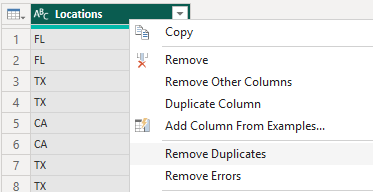 ABC Locations
Copy
1 FL
2 FL
Remove
3 TX
Remove Other Columns
4 TX
Duplicate Column
5 CA
Add Column From Examples...
6 CA
7 TX
Remove Duplicates
8 TX
Remove Errors